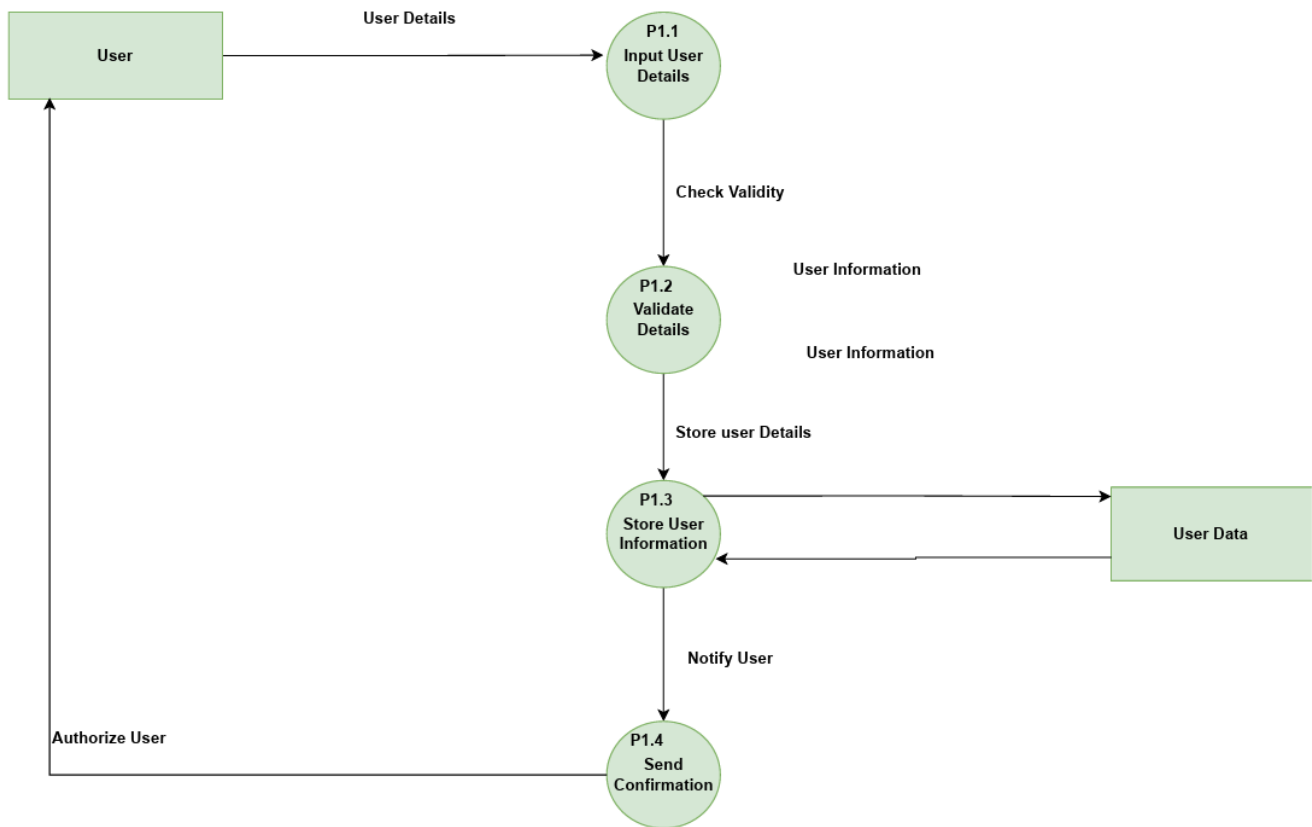 User Details
User
P1.1
Input User
Details
Check Validity
User Information
P1.2
Validate
Details
User Information
Store user Details
P1.3
Store User
Information
User Data
Notify User
Authorize User
P1.4
Send
Confirmation